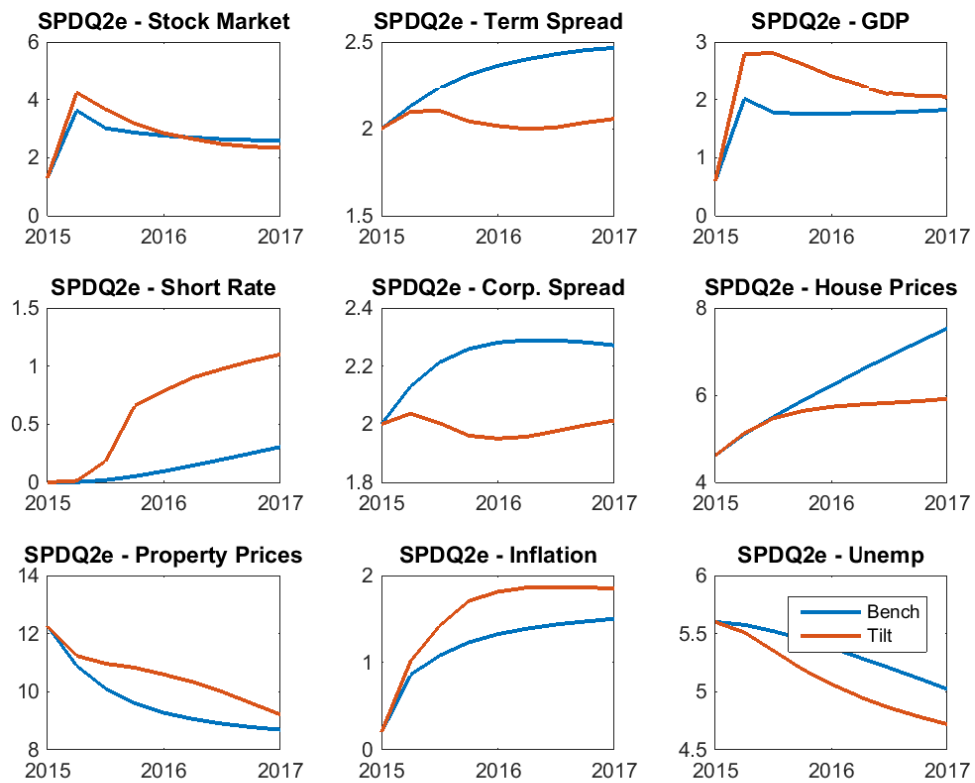 SPDQ2e - Stock Market
6
4
2
0
2015 2016 2017
SPDQ2e - Term Spread
2.5
2
1.5
2015 2016 2017
SPDQ2e - GDP
3
2
1
0
2015 2016 2017
SPDQ2e - Short Rate
1.5
1
0.5
0
2015 2016 2017
SPDQ2e - Corp. Spread
2.4
2.2
2
1.8
2015 2016 2017
SPDQ2e - House Prices
8
6
4
2015 2016 2017
SPDQ2e - Property Prices
14
12
10
8
2015 2016 2017
SPDQ2e - Inflation
2
1
0
2015 2016 2017
SPDQ2e - Unemp
6
5.5
5
4.5
Bench
Tilt
2015 2016 2017